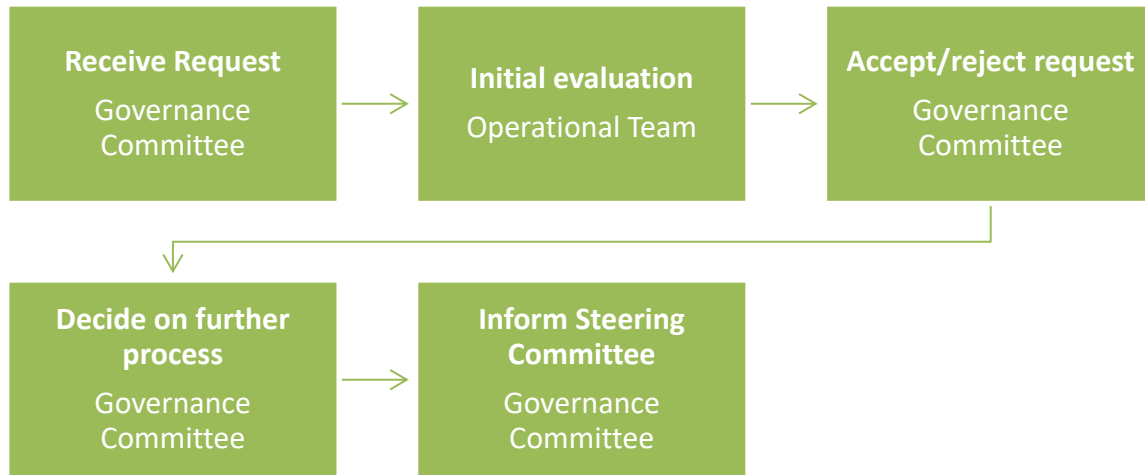 Receive Request
Governance
Committee
Initial evaluation
Operational Team
Accept/reject request
Governance
Committee
Decide on further
process
Governance
Committee
Inform Steering
Committee
Governance
Committee